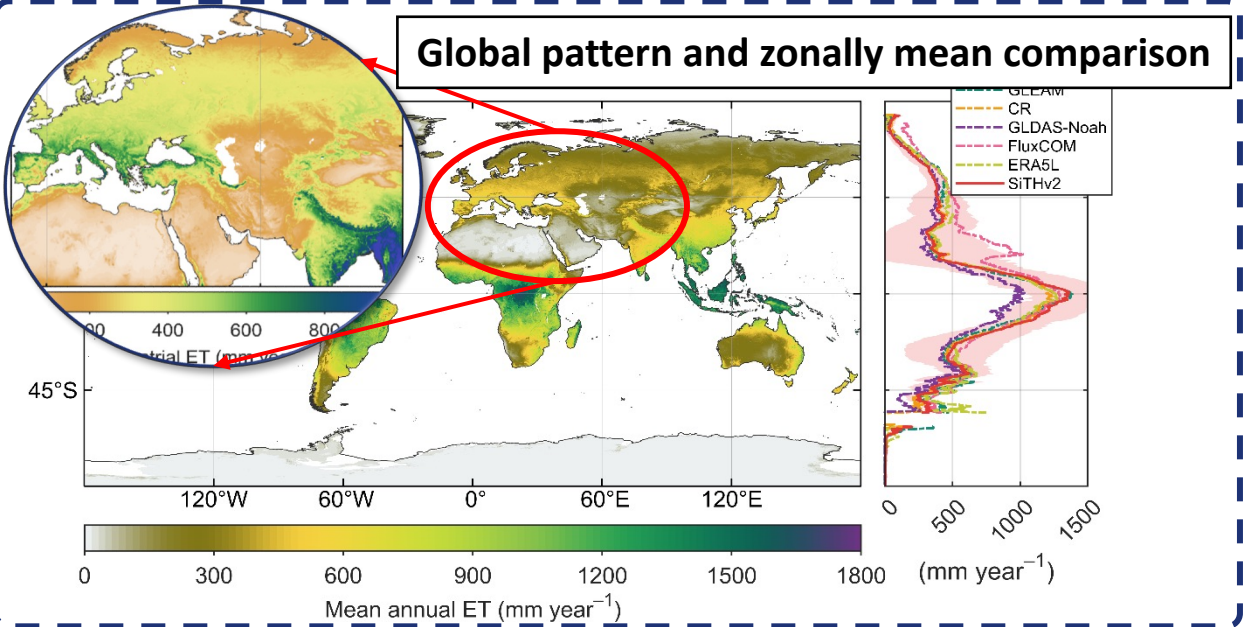 Global pattern and zonally mean comparison
GLEAM
CR
GLDAS-Noah
FluxCOM
ERA5L
SiTHv2
400
600
ET (mm
45°S
120°W
60°W
0°
60°E
120°E
0
500
1000
1500
(mm year⁻¹)
0
300
600
900
1200
1500
1800
Mean annual ET (mm year⁻¹)